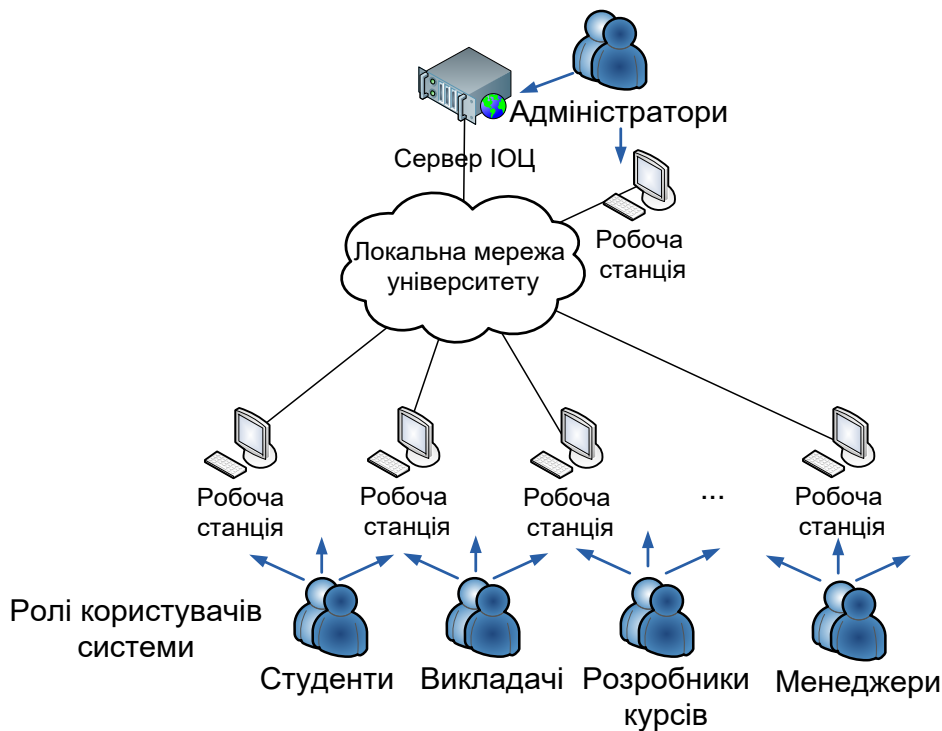 Адміністратори
Сервер ІОЦ
Робоча
станція
Локальна мережа
університету
Робоча
станція
Робоча
станція
Робоча
станція
...
Робоча
станція
Ролі користувачів
системи
Студенти
Викладачі
Розробники
курсів
Менеджери